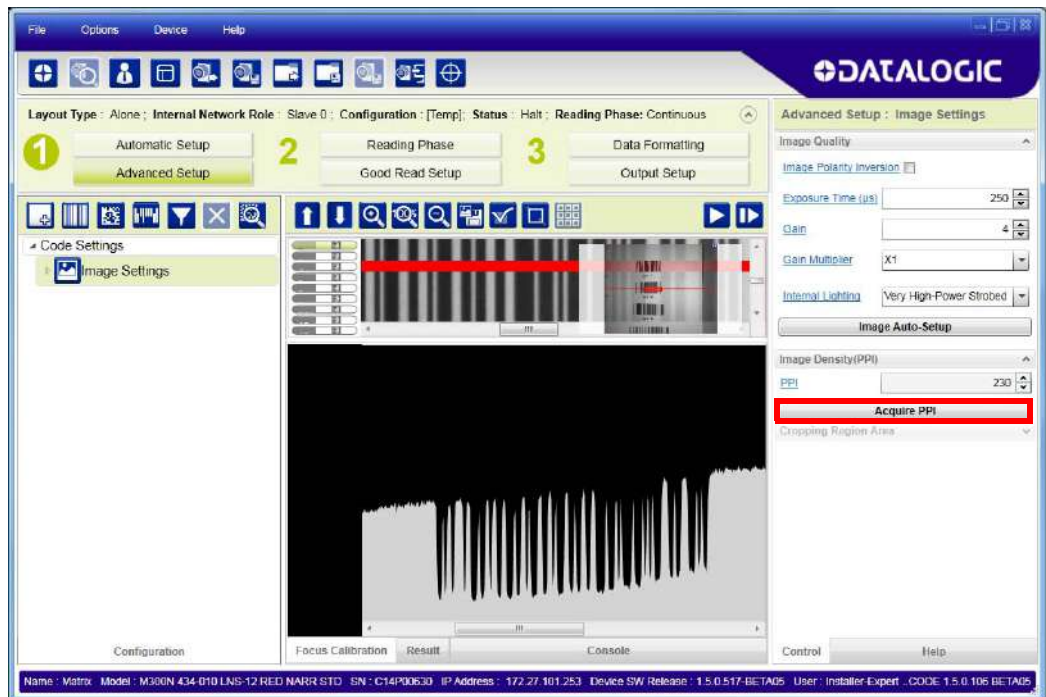 File Options Device Help
DATALOGIC
Layout Type : Alone ; Internal Network Role : Slave 0 ; Configuration : [Temp]; Status : Halt ; Reading Phase: Continuous
1 Automatic Setup 2 Reading Phase 3 Data Formatting
Advanced Setup Good Read Setup Output Setup
Advanced Setup : Image Settings
Image Quality
Image Polarity Inversion
Exposure Time (µs) 250
Gain 4
Gain Multiplier X1
Internal Lighting Very High-Power Strobed
Image Auto-Setup
Image Density(PPI)
PPI 230
Acquire PPI
Cropping Region Area
Code Settings
Image Settings
Configuration
Focus Calibration Result Console
Control Help
Name : Matrix Model : M300N 434-010 LNS-12 RED NARR STD SN : C14P00630 IP Address : 172.27.101.253 Device SW Release : 1.5.0.517-BETA05 User : Installer-Expert ..CODE 1.5.0.106 BETA05